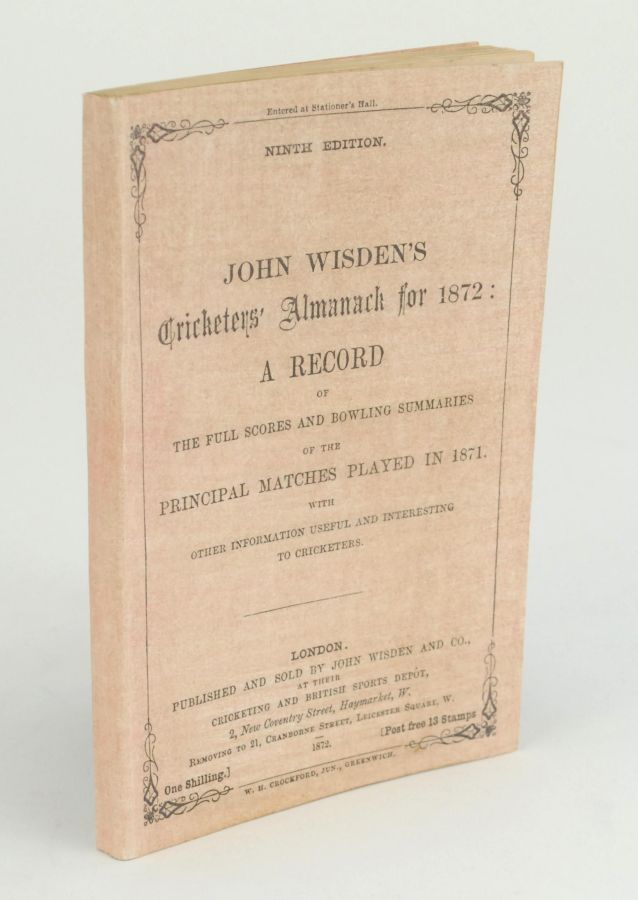 Entered at Stationer's Hall.
NINTH EDITION.
JOHN WISDEN'S
Cricketers' Almanack for 1872:
A RECORD
OF
THE FULL SCORES AND BOWLING SUMMARIES
OF THE
PRINCIPAL MATCHES PLAYED IN 1871.
WITH
OTHER INFORMATION USEFUL AND INTERESTING
TO CRICKETERS.
LONDON.
PUBLISHED AND SOLD BY JOHN WISDEN AND CO.,
AT THEIR
CRICKETING AND BRITISH SPORTS DEPÔT,
2, New Coventry Street, Haymarket, W.
REMOVING TO 21, CRANBORNE STREET, LEICESTER SQUARE, W.
1872.
One Shilling.] [Post free 13 Stamps
W. H. CROCKFORD, JUN., GREENWICH.